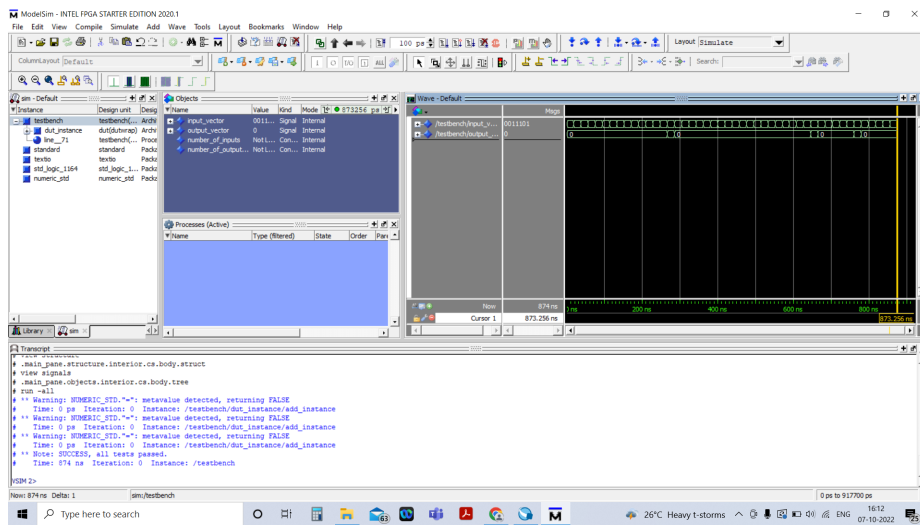 ModelSim - INTEL FPGA STARTER EDITION 2020.1
File Edit View Compile Simulate Add Wave Tools Layout Bookmarks Window Help
100 ps
Layout Simulate
ColumnLayout Default
Search:
sim - Default
Instance Design unit Desig
testbench testbench(... Archi
dut_instance dut(dutwrap) Archi
line__71 testbench(... Proce
standard standard Packa
textio textio Packa
std_logic_1164 std_logic_1... Packa
numeric_std numeric_std Packa
Library sim
Objects
Name Value Kind Mode 873256 ps
input_vector 0011... Signal Internal
output_vector 0 Signal Internal
number_of_inputs Not L... Con... Internal
number_of_output... Not L... Con... Internal
Processes (Active)
Name Type (filtered) State Order Pare
Wave - Default
Msgs
/testbench/input_v... 0011101
/testbench/output_... 0
0 1 0 1 0 1 0
Now 874 ns
Cursor 1 873.256 ns
200 ns 400 ns 600 ns 800 ns
873.256 ns
Transcript
# view structure
# .main_pane.structure.interior.cs.body.struct
# view signals
# .main_pane.objects.interior.cs.body.tree
# run -all
# ** Warning: NUMERIC_STD."=": metavalue detected, returning FALSE
# Time: 0 ps Iteration: 0 Instance: /testbench/dut_instance/add_instance
# ** Warning: NUMERIC_STD."=": metavalue detected, returning FALSE
# Time: 0 ps Iteration: 0 Instance: /testbench/dut_instance/add_instance
# ** Warning: NUMERIC_STD."=": metavalue detected, returning FALSE
# Time: 0 ps Iteration: 0 Instance: /testbench/dut_instance/add_instance
# ** Note: SUCCESS, all tests passed.
# Time: 874 ns Iteration: 0 Instance: /testbench
VSIM 2>
Now: 874 ns Delta: 1 sim:/testbench 0 ps to 917700 ps
Type here to search
63
26°C Heavy t-storms
ENG
16:12
07-10-2022